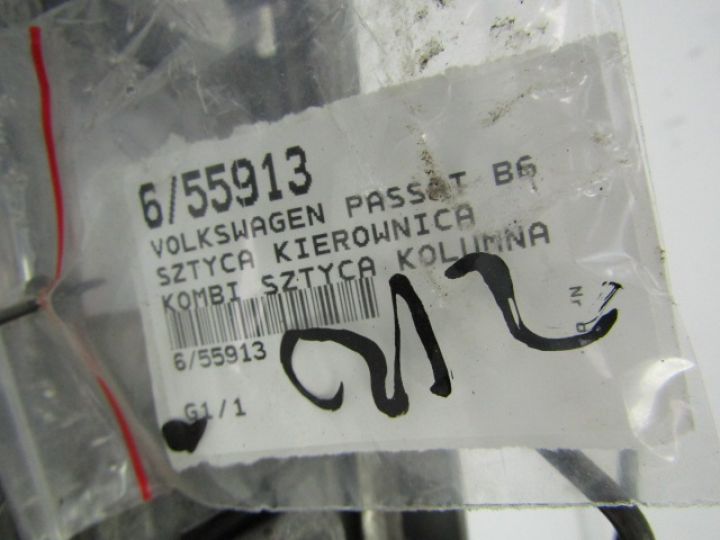 6/55913
VOLKSWAGEN PASSAT B6
SZTYCA KIEROWNICA
KOMBI SZTYCA KOLUMNA
6/55913
G1/1